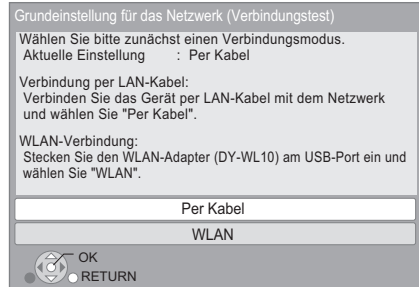 Grundeinstellung für das Netzwerk (Verbindungstest)
Wählen Sie bitte zunächst einen Verbindungsmodus.
Aktuelle Einstellung : Per Kabel
Verbindung per LAN-Kabel:
Verbinden Sie das Gerät per LAN-Kabel mit dem Netzwerk
und wählen Sie "Per Kabel".
WLAN-Verbindung:
Stecken Sie den WLAN-Adapter (DY-WL10) am USB-Port ein und
wählen Sie "WLAN".
Per Kabel
WLAN
OK
RETURN